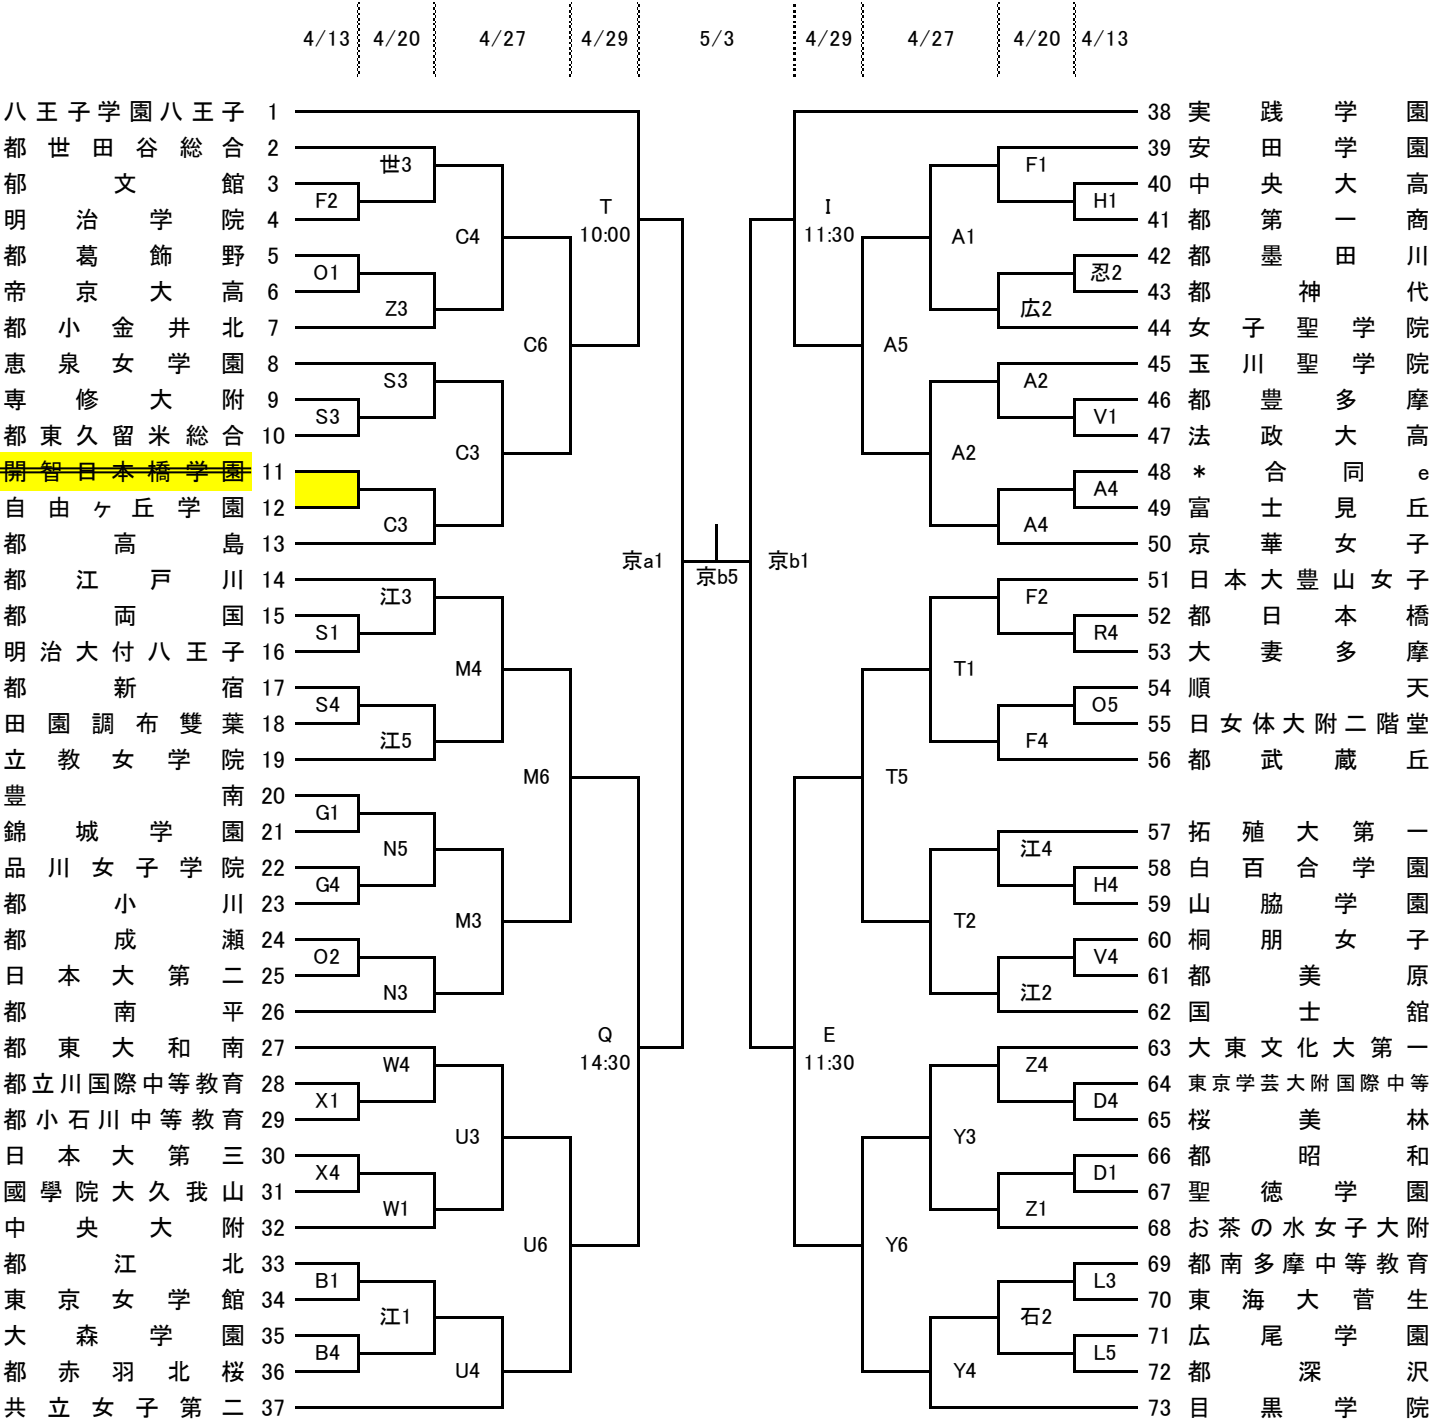 4/13 4/20 4/27 4/29 5/3 4/29 4/27 4/20 4/13
八王子学園八王子 1
都世田谷総合 2
郁文館 3
明治学院 4
都葛飾野 5
帝京大高 6
都小金井北 7
恵泉女学園 8
専修大附 9
都東久留米総合 10
開智日本橋学園 11
自由ヶ丘学園 12
都高島 13
都江戸川 14
都両国 15
明治大付八王子 16
都新宿 17
田園調布雙葉 18
立教女学院 19
豊南 20
錦城学園 21
品川女子学院 22
都小川 23
都成瀬 24
日本大第二 25
都南平 26
都東大和南 27
都立川国際中等教育 28
都小石川中等教育 29
日本大第三 30
國學院大久我山 31
中央大附 32
都江北 33
東京女学館 34
大森学園 35
都赤羽北桜 36
共立女子第二 37
F2
O1
S3
S1
S4
G1
G4
O2
X1
X4
B1
B4
世3
Z3
S3
C3
江3
江5
N5
N3
W4
W1
江1
C4
C3
M4
M3
U3
U4
C6
M6
U6
T
10:00
Q
14:30
京a1
京b5
京b1
I
11:30
E
11:30
A5
T5
Y6
A1
A2
T1
T2
Y3
Y4
F1
広2
A2
A4
F2
F4
江4
江2
Z4
Z1
石2
H1
忍2
V1
A4
R4
O5
H4
V4
D4
D1
L3
L5
38 実践学園
39 安田学園
40 中央大高
41 都第一商
42 都墨田川
43 都神代
44 女子聖学院
45 玉川聖学院
46 都豊多摩
47 法政大高
48 *合同e
49 富士見丘
50 京華女子
51 日本大豊山女子
52 都日本橋
53 大妻多摩
54 順天
55 日女体大附二階堂
56 都武蔵丘
57 拓殖大第一
58 白百合学園
59 山脇学園
60 桐朋女子
61 都美原
62 国士舘
63 大東文化大第一
64 東京学芸大附国際中等
65 桜美林
66 都昭和
67 聖徳学園
68 お茶の水女子大附
69 都南多摩中等教育
70 東海大菅生
71 広尾学園
72 都深沢
73 目黒学院